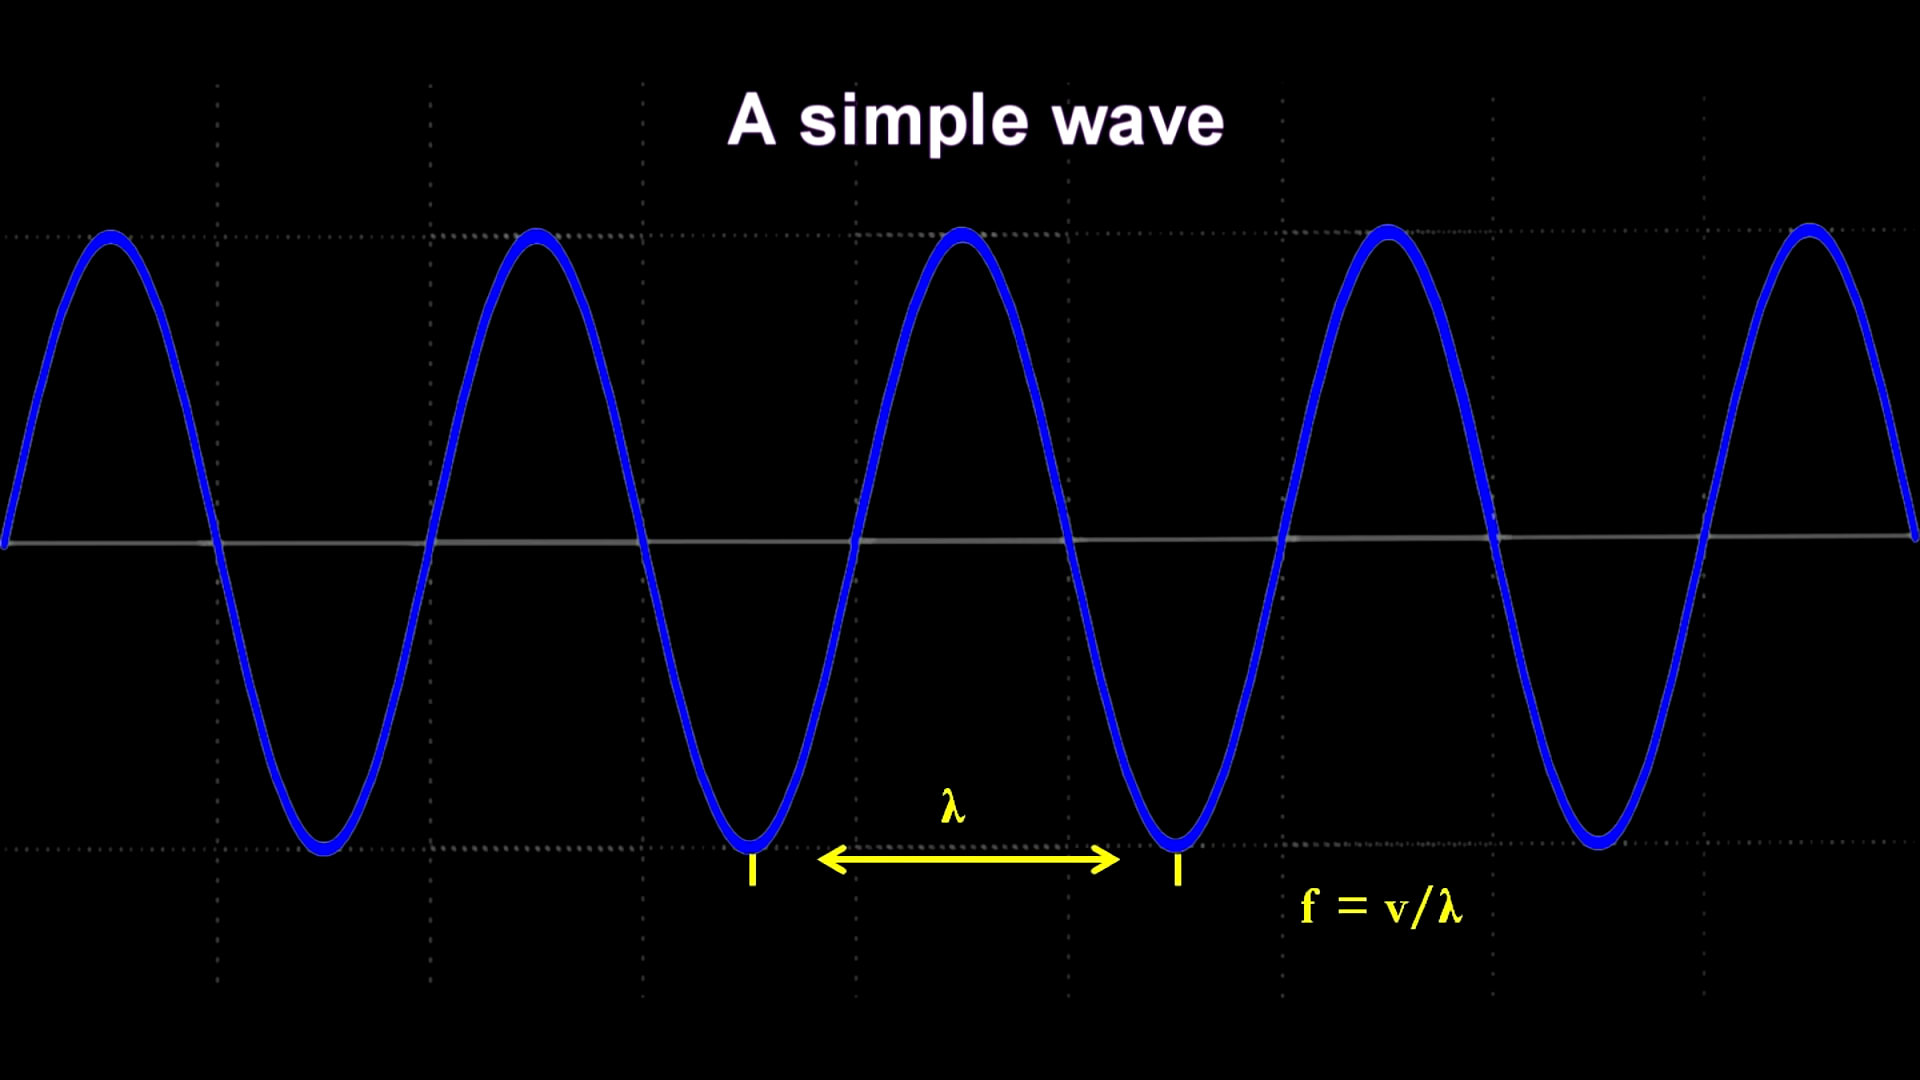 A simple wave
λ
f = v/λ